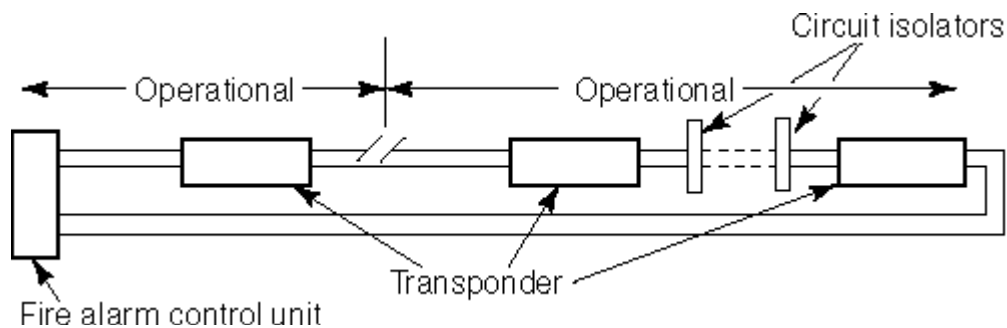 Circuit isolators
Operational
Operational
Transponder
Fire alarm control unit